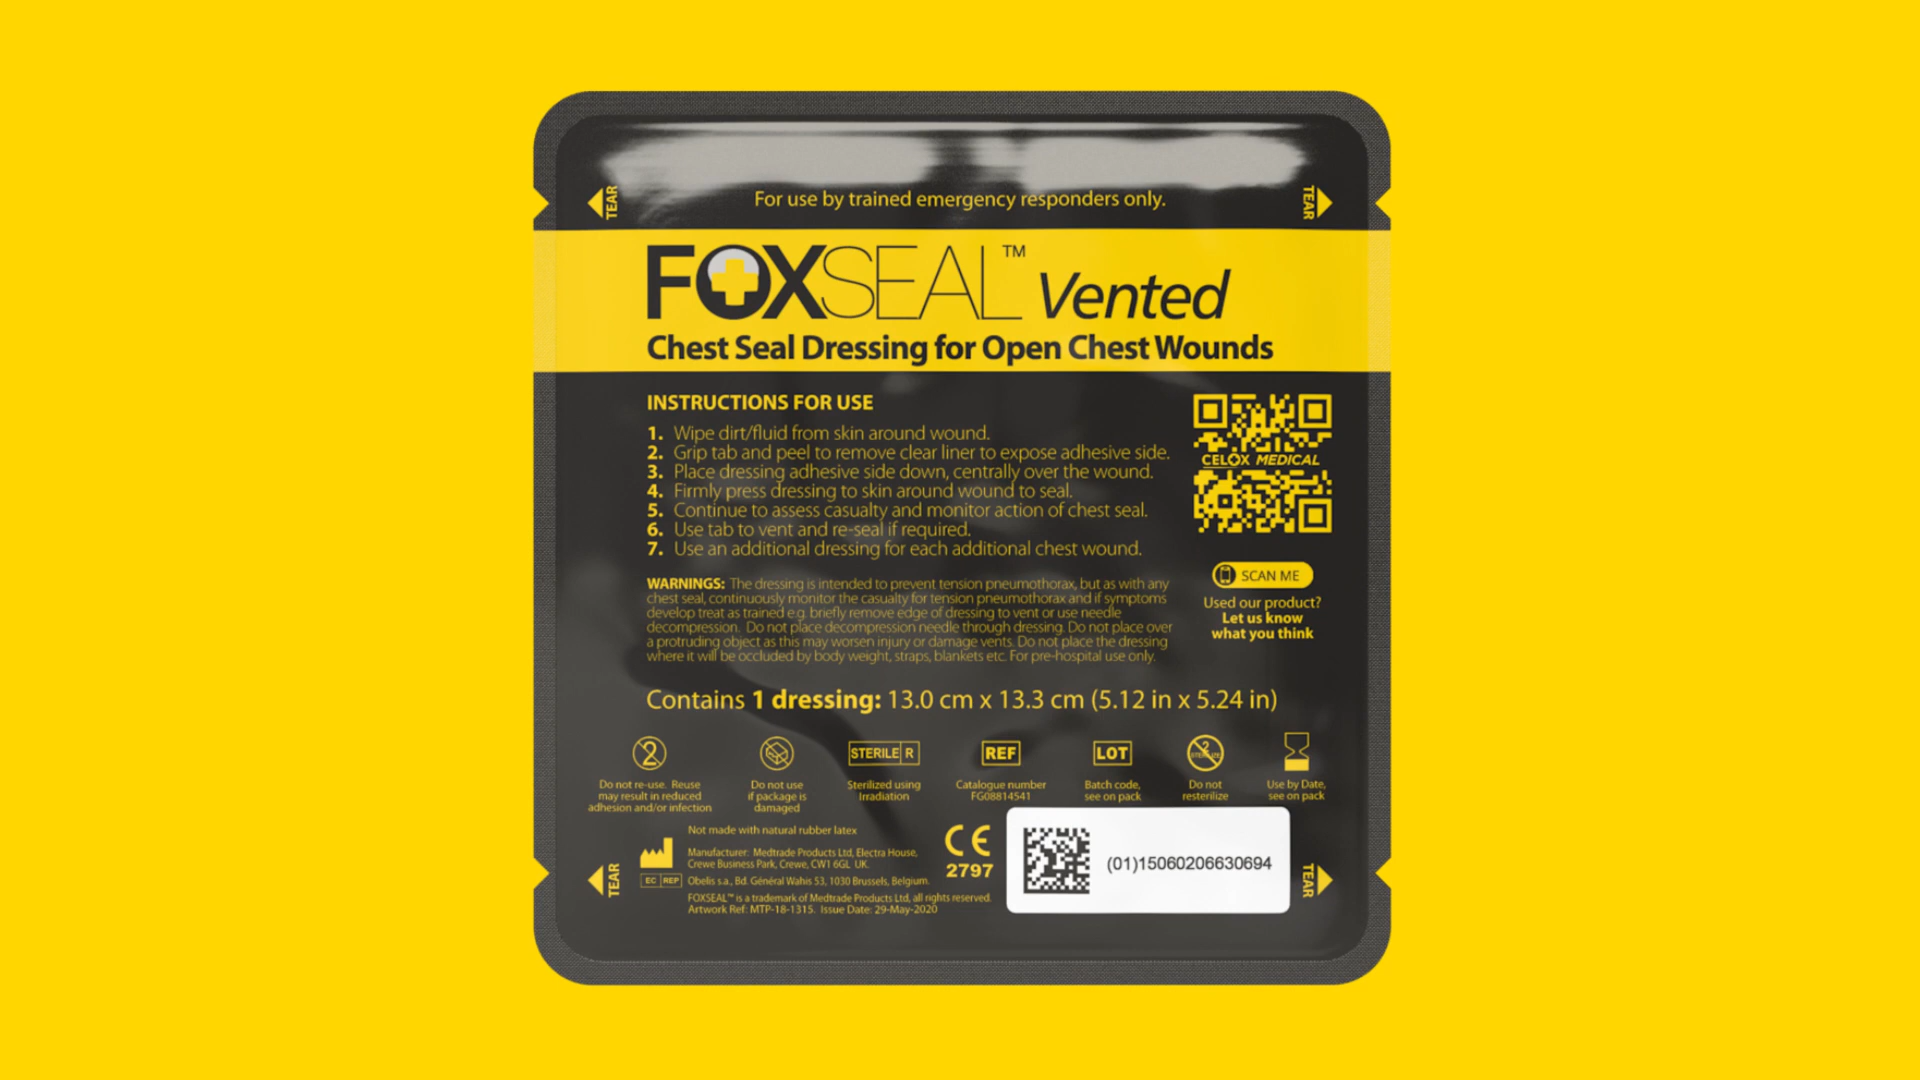 TEAR
For use by trained emergency responders only.
TEAR
FOXSEAL™ Vented
Chest Seal Dressing for Open Chest Wounds
INSTRUCTIONS FOR USE
1. Wipe dirt/fluid from skin around wound.
2. Grip tab and peel to remove clear liner to expose adhesive side.
3. Place dressing adhesive side down, centrally over the wound.
4. Firmly press dressing to skin around wound to seal.
5. Continue to assess casualty and monitor action of chest seal.
6. Use tab to vent and re-seal if required.
7. Use an additional dressing for each additional chest wound.
CELOX MEDICAL
SCAN ME
Used our product?
Let us know
what you think
WARNINGS: The dressing is intended to prevent tension pneumothorax, but as with any
chest seal, continuously monitor the casualty for tension pneumothorax and if symptoms
develop treat as trained e.g. briefly remove edge of dressing to vent or use needle
decompression. Do not place decompression needle through dressing. Do not place over
a protruding object as this may worsen injury or damage vents. Do not place the dressing
where it will be occluded by body weight, straps, blankets etc. For pre-hospital use only.
Contains 1 dressing: 13.0 cm x 13.3 cm (5.12 in x 5.24 in)
2
Do not re-use. Reuse
may result in reduced
adhesion and/or infection
Do not use
if package is
damaged
STERILE R
Sterilized using
Irradiation
REF
Catalogue number
FG08814541
LOT
Batch code,
see on pack
2
STERILIZE
Do not
resterilize
Use by Date,
see on pack
Not made with natural rubber latex
Manufacturer: Medtrade Products Ltd, Electra House,
Crewe Business Park, Crewe, CW1 6GL UK.
EC REP
Obelis s.a., Bd. Général Wahis 53, 1030 Brussels, Belgium.
FOXSEAL™ is a trademark of Medtrade Products Ltd, all rights reserved.
Artwork Ref: MTP-18-1315. Issue Date: 29-May-2020
CE
2797
(01)15060206630694
TEAR
TEAR